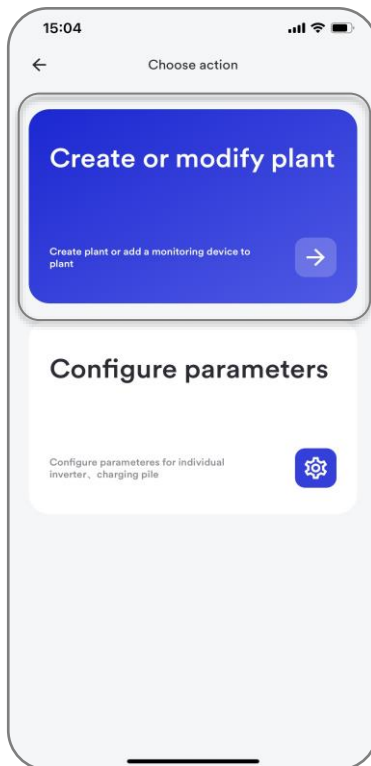 15:04
Choose action
Create or modify plant
Create plant or add a monitoring device to
plant
Configure parameters
Configure parameteres for individual
inverter、charging pile